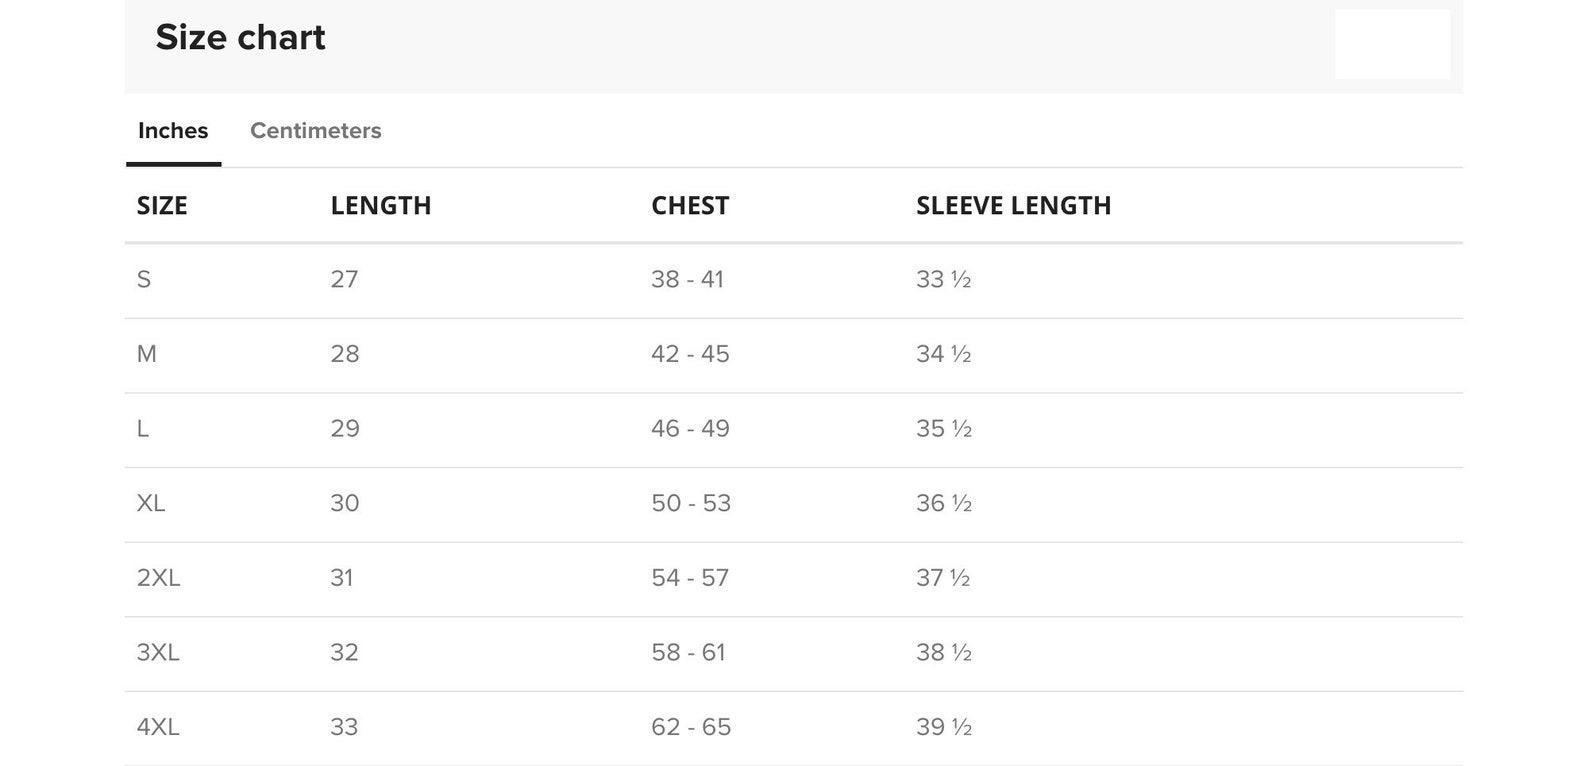 Size chart
Inches Centimeters
SIZE LENGTH CHEST SLEEVE LENGTH
S 27 38 - 41 33 ½
M 28 42 - 45 34 ½
L 29 46 - 49 35 ½
XL 30 50 - 53 36 ½
2XL 31 54 - 57 37 ½
3XL 32 58 - 61 38 ½
4XL 33 62 - 65 39 ½